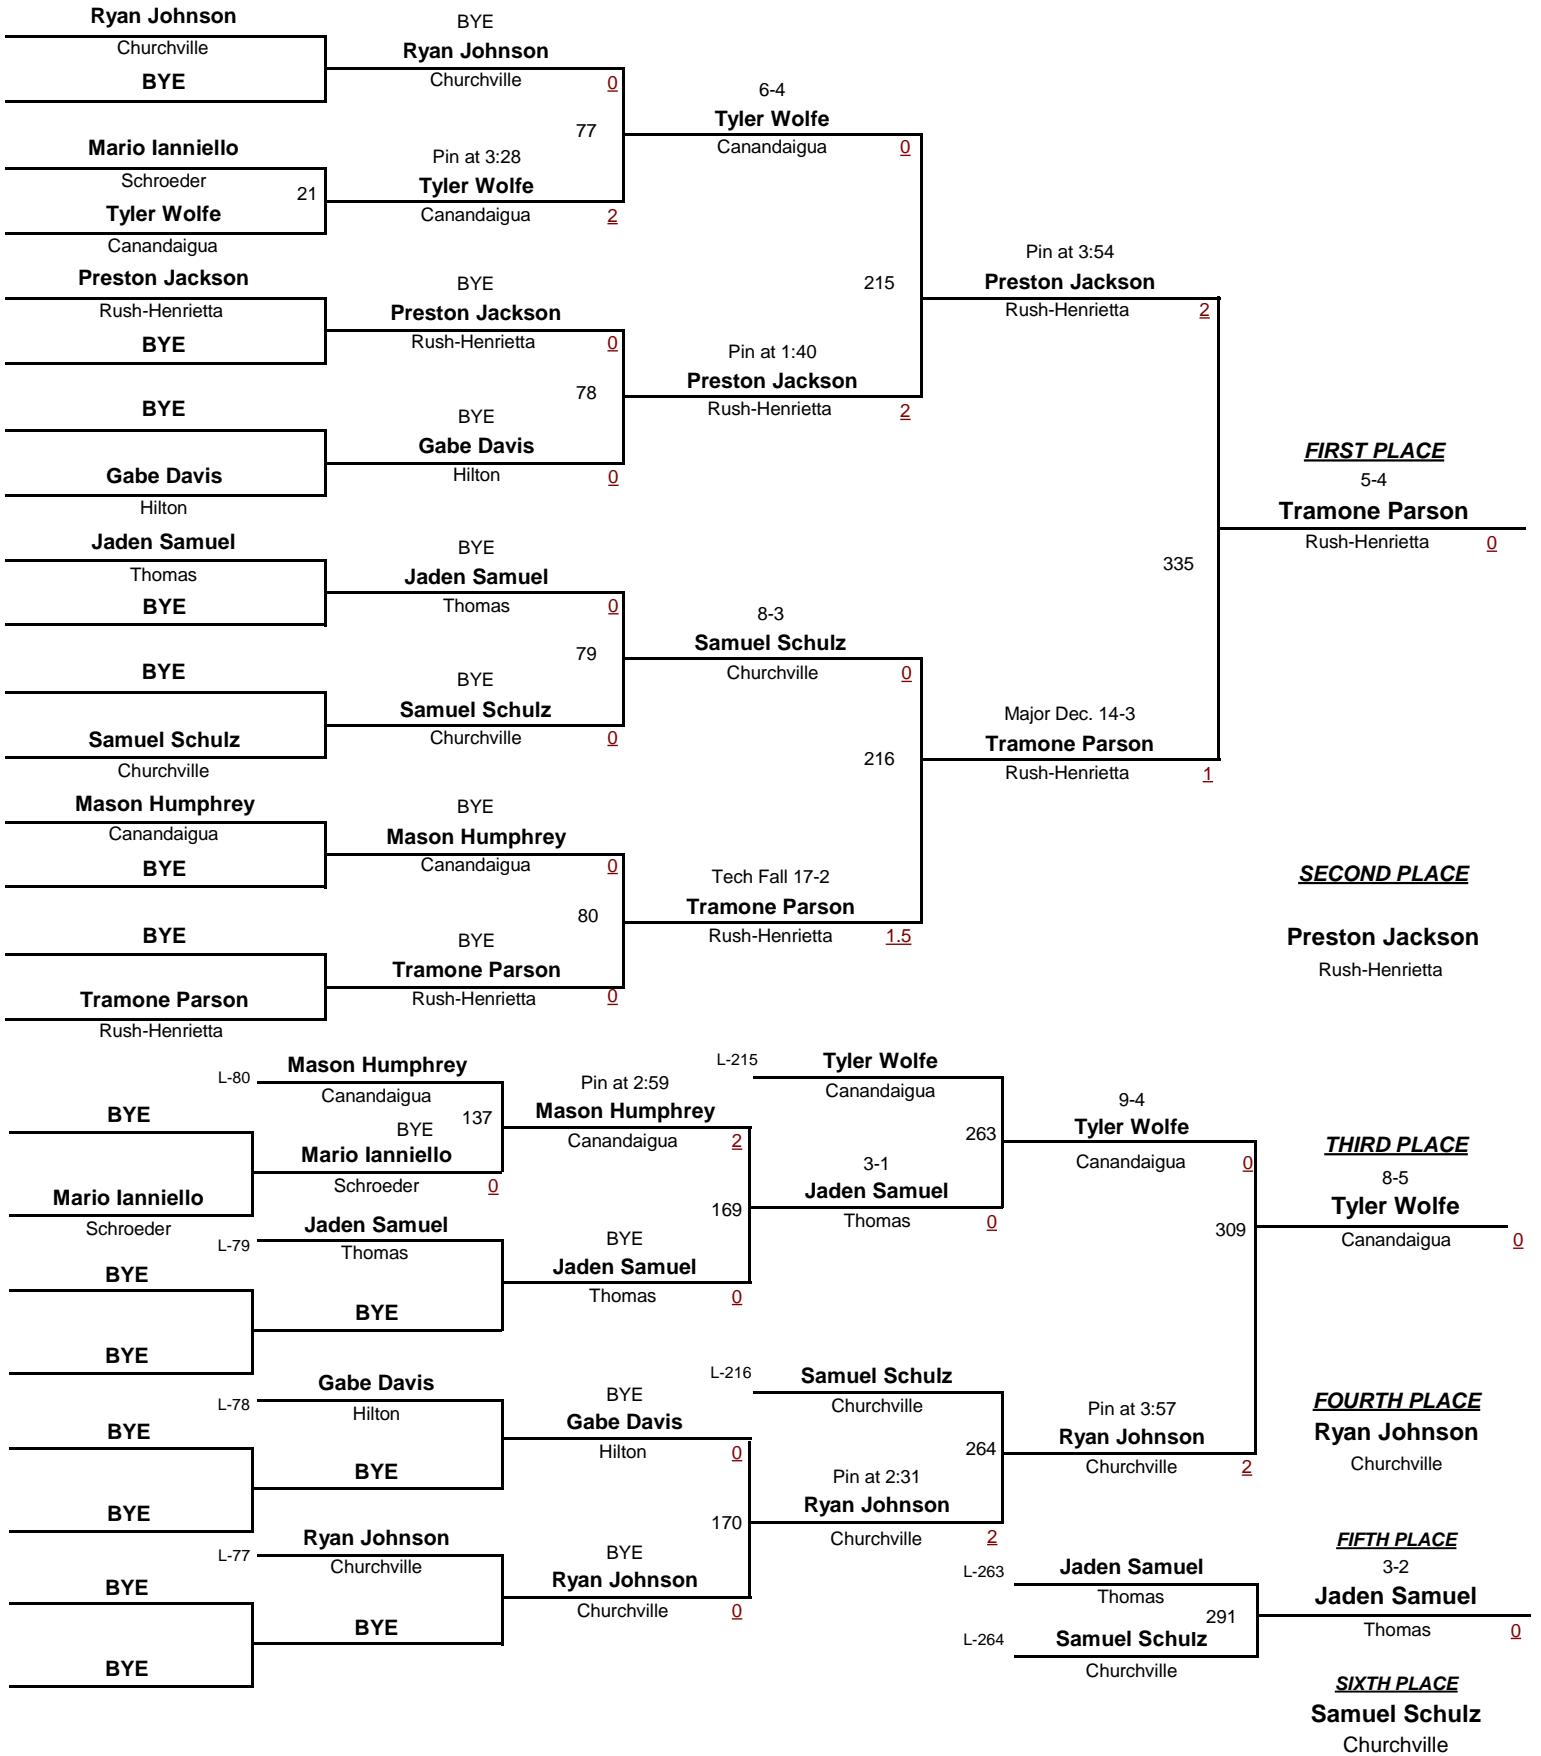 Ryan Johnson
Churchville
BYE
Mario Ianniello
Schroeder
21
Tyler Wolfe
Canandaigua
Preston Jackson
Rush-Henrietta
BYE
BYE
Gabe Davis
Hilton
Jaden Samuel
Thomas
BYE
BYE
Samuel Schulz
Churchville
Mason Humphrey
Canandaigua
BYE
BYE
Tramone Parson
Rush-Henrietta
BYE
Ryan Johnson
Churchville 0
77
Pin at 3:28
Tyler Wolfe
Canandaigua 2
BYE
Preston Jackson
Rush-Henrietta 0
78
BYE
Gabe Davis
Hilton 0
BYE
Jaden Samuel
Thomas 0
79
BYE
Samuel Schulz
Churchville 0
BYE
Mason Humphrey
Canandaigua 0
80
BYE
Tramone Parson
Rush-Henrietta 0
6-4
Tyler Wolfe
Canandaigua 0
215
Pin at 1:40
Preston Jackson
Rush-Henrietta 2
8-3
Samuel Schulz
Churchville 0
216
Tech Fall 17-2
Tramone Parson
Rush-Henrietta 1.5
Pin at 3:54
Preston Jackson
Rush-Henrietta 2
335
Major Dec. 14-3
Tramone Parson
Rush-Henrietta 1
FIRST PLACE
5-4
Tramone Parson
Rush-Henrietta 0
SECOND PLACE
Preston Jackson
Rush-Henrietta
BYE
Mario Ianniello
Schroeder
BYE
BYE
BYE
BYE
BYE
BYE
L-80 Mason Humphrey
Canandaigua
137
BYE
Mario Ianniello
Schroeder 0
L-79 Jaden Samuel
Thomas
BYE
L-78 Gabe Davis
Hilton
BYE
L-77 Ryan Johnson
Churchville
BYE
Pin at 2:59
Mason Humphrey
Canandaigua 2
169
BYE
Jaden Samuel
Thomas 0
BYE
Gabe Davis
Hilton 0
170
BYE
Ryan Johnson
Churchville 0
L-215 Tyler Wolfe
Canandaigua
263
3-1
Jaden Samuel
Thomas 0
L-216 Samuel Schulz
Churchville
264
Pin at 2:31
Ryan Johnson
Churchville 2
9-4
Tyler Wolfe
Canandaigua 0
309
Pin at 3:57
Ryan Johnson
Churchville 2
L-263 Jaden Samuel
Thomas
291
L-264 Samuel Schulz
Churchville
THIRD PLACE
8-5
Tyler Wolfe
Canandaigua 0
FOURTH PLACE
Ryan Johnson
Churchville
FIFTH PLACE
3-2
Jaden Samuel
Thomas 0
SIXTH PLACE
Samuel Schulz
Churchville